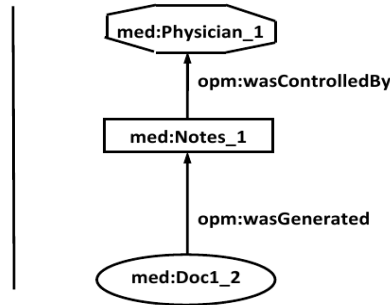 med:Physician_1
opm:wasControlledBy
med:Notes_1
opm:wasGenerated
med:Doc1_2